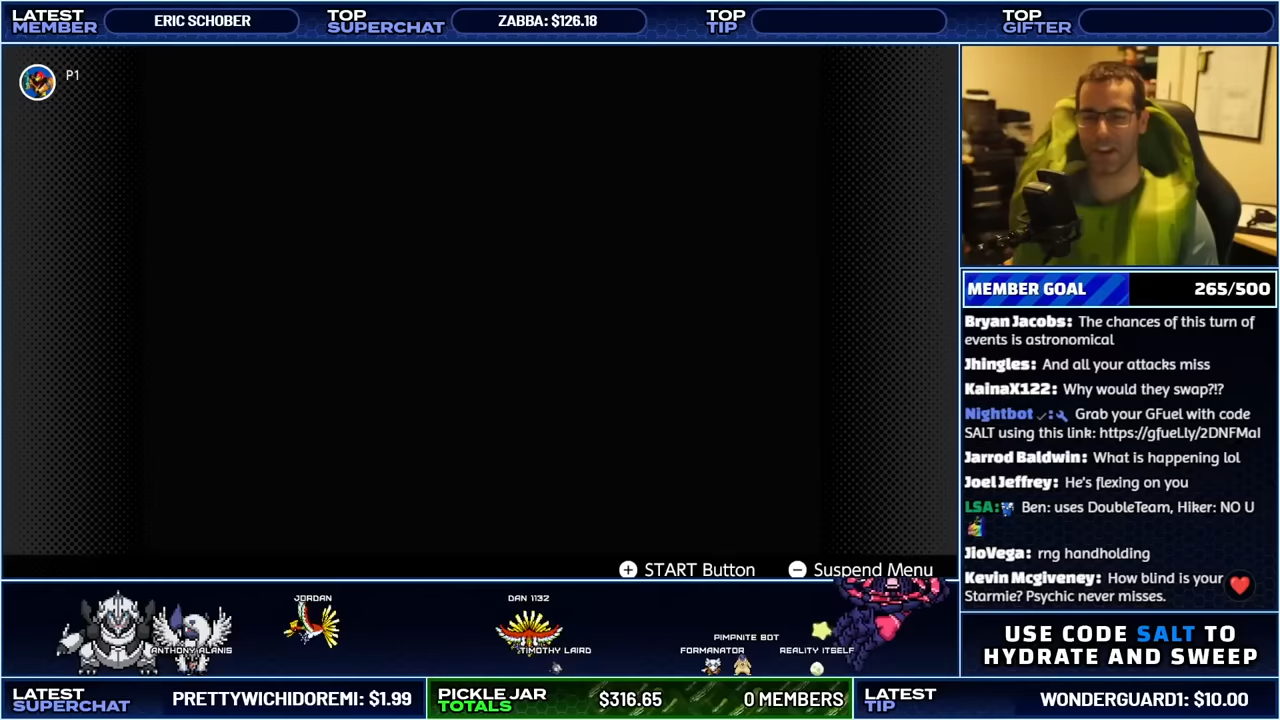 LATEST MEMBER
ERIC SCHOBER
TOP SUPERCHAT
ZABBA: $126.18
TOP TIP
TOP GIFTER
P1
MEMBER GOAL
265/500
Bryan Jacobs: The chances of this turn of
events is astronomical
Jhingles: And all your attacks miss
KainaX122: Why would they swap?!?
Nightbot: Grab your GFuel with code
SALT using this link: https://gfuel.ly/2DNFMaI
Jarrod Baldwin: What is happening lol
Joel Jeffrey: He's flexing on you
LSA: Ben: uses DoubleTeam, Hiker: NO U
JioVega: rng handholding
Kevin Mcgiveney: How blind is your
Starmie? Psychic never misses.
+ START Button
- Suspend Menu
ANTHONY ALANIS
JORDAN
DAN 1132
TIMOTHY LAIRD
PIMPNITE BOT
FORMANATOR
REALITY ITSELF
USE CODE SALT TO
HYDRATE AND SWEEP
LATEST SUPERCHAT
PRETTYWICHIDOREMI: $1.99
PICKLE JAR TOTALS
$316.65
0 MEMBERS
LATEST TIP
WONDERGUARD1: $10.00